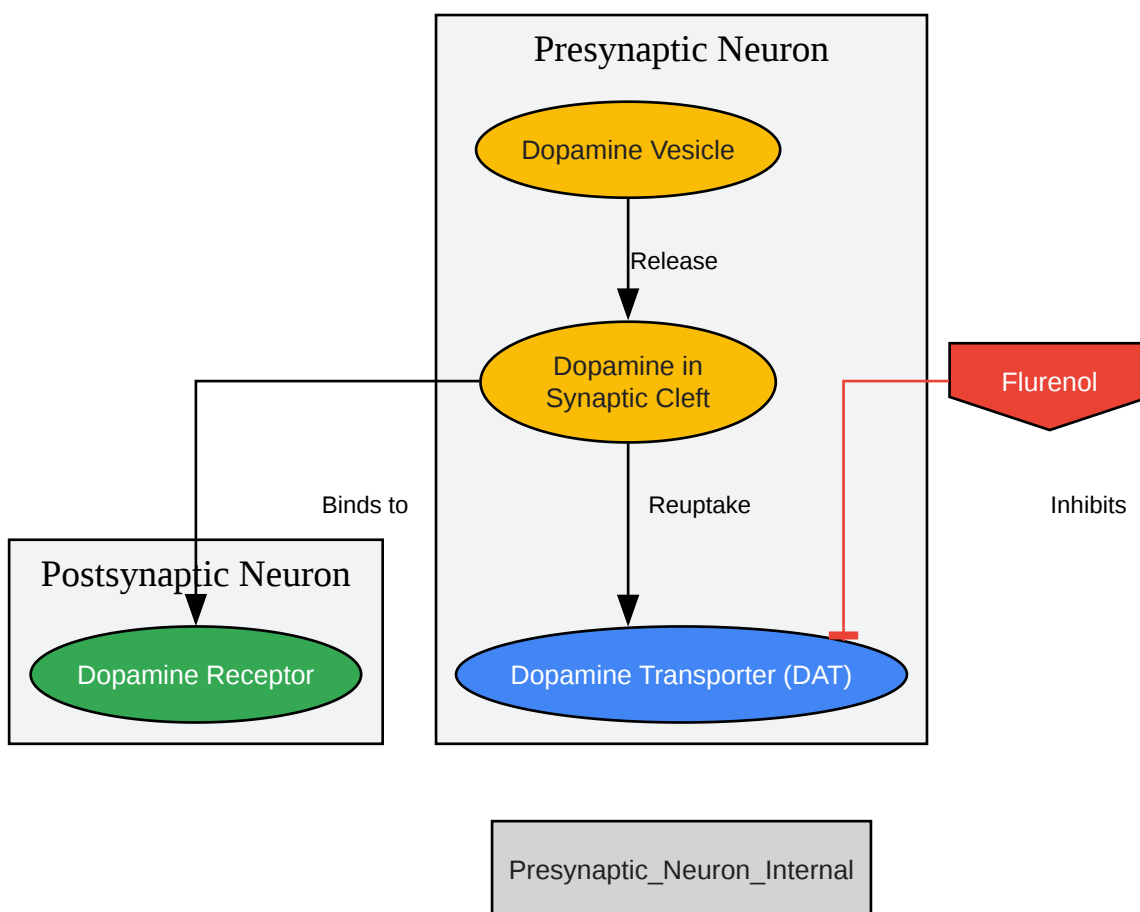 Presynaptic Neuron
Dopamine Vesicle
Release
Dopamine in
Synaptic Cleft
Flurenol
Binds to
Reuptake
Inhibits
Postsynaptic Neuron
Dopamine Receptor
Dopamine Transporter (DAT)
Presynaptic_Neuron_Internal